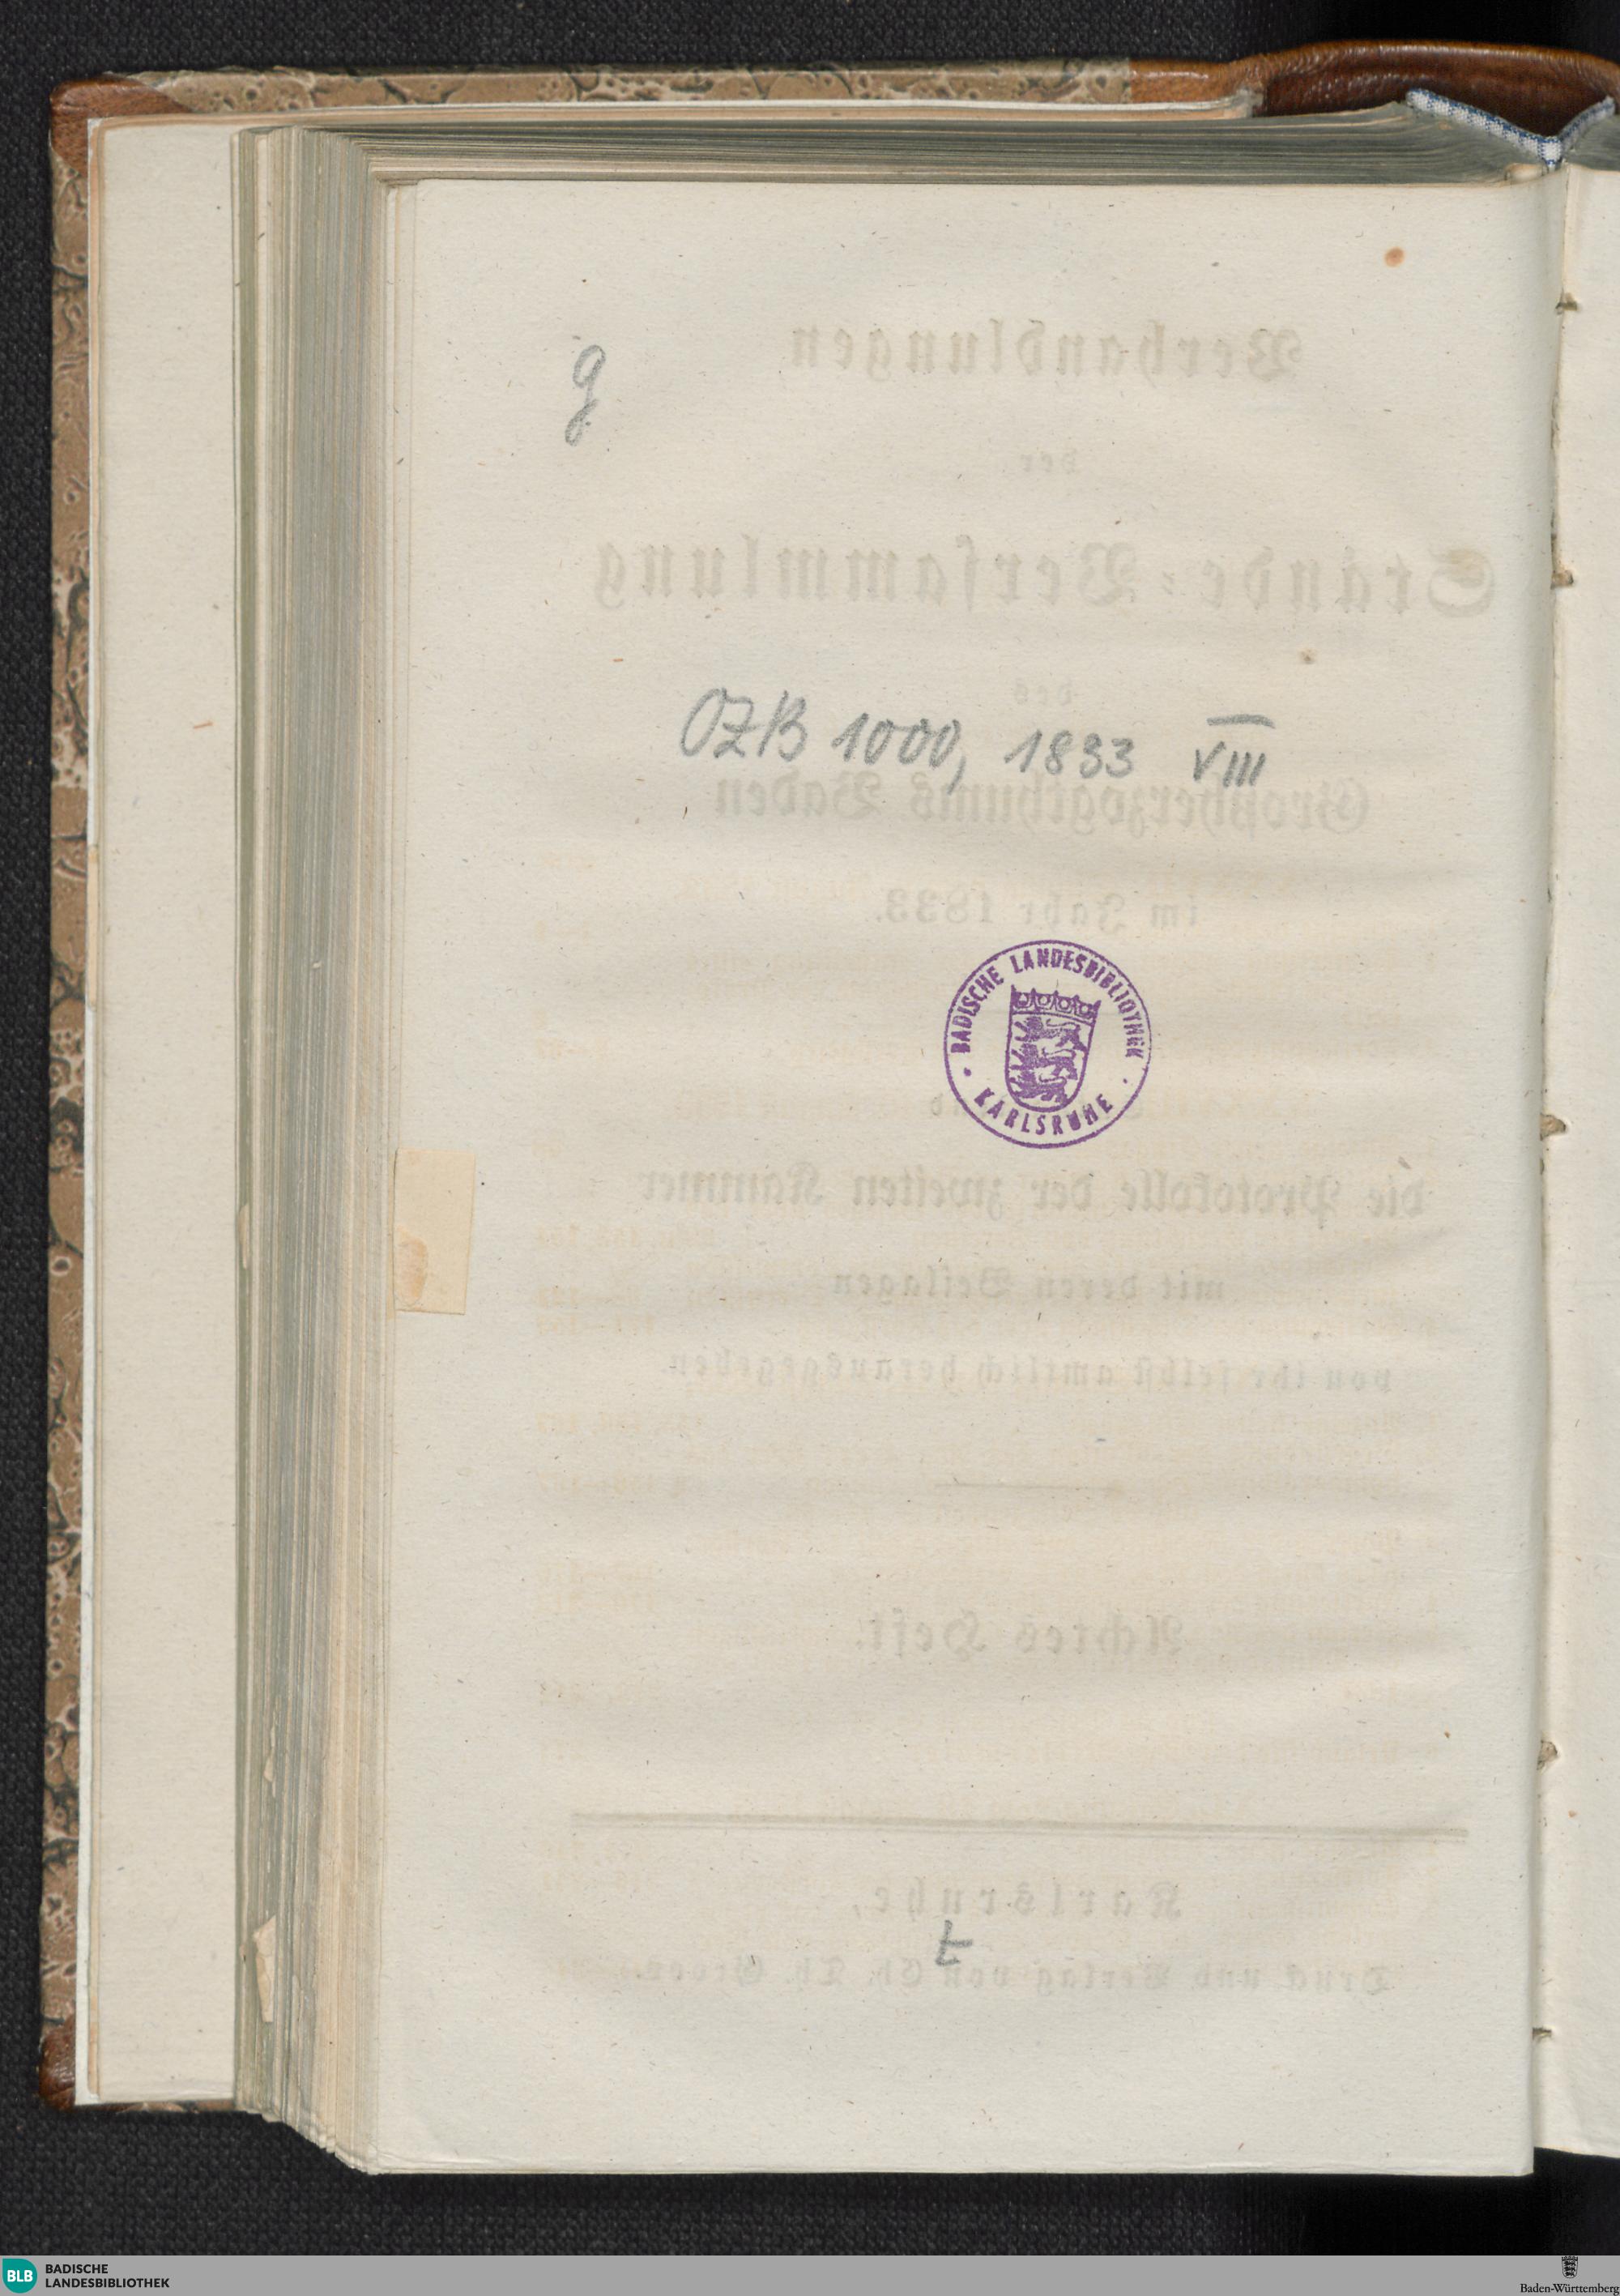 g
Verhandlungen
der
Stände-Versammlung
des
OZB 1000, 1833 VIII
Großherzogthums Baden
im Jahr 1833.
BADISCHE LANDESBIBLIOTHEK
KARLSRUHE
die Protokolle der zweiten Kammer
mit deren Beilagen
von ihr selbst amtlich herausgegeben.
Achtes Heft.
Karlsruhe,
t
Druck und Verlag von Ch. Th. Groos.
BLB BADISCHE
LANDESBIBLIOTHEK
Baden-Württemberg